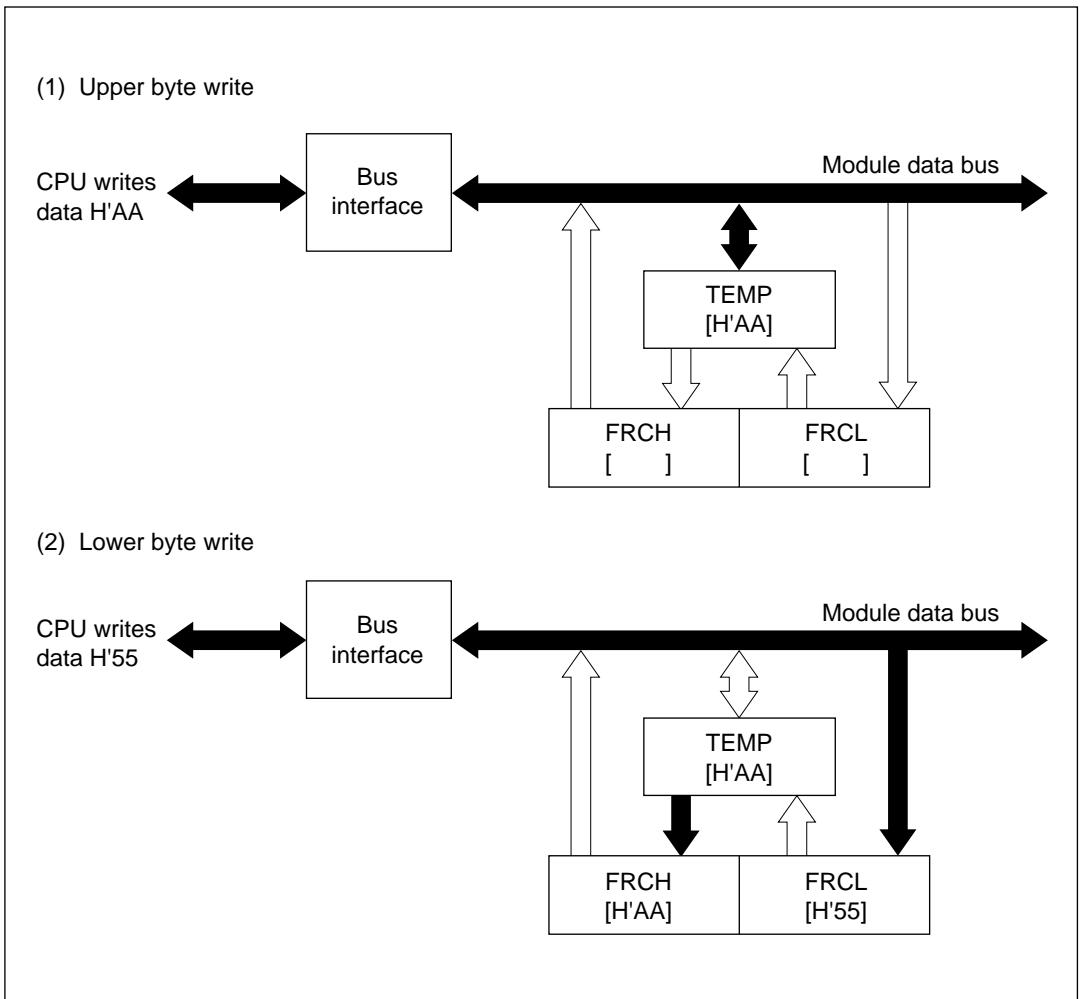 (1) Upper byte write
CPU writes
data H'AA
Bus
interface
Module data bus
TEMP
[H'AA]
FRCH
[ ]
FRCL
[ ]
(2) Lower byte write
CPU writes
data H'55
Bus
interface
Module data bus
TEMP
[H'AA]
FRCH
[H'AA]
FRCL
[H'55]